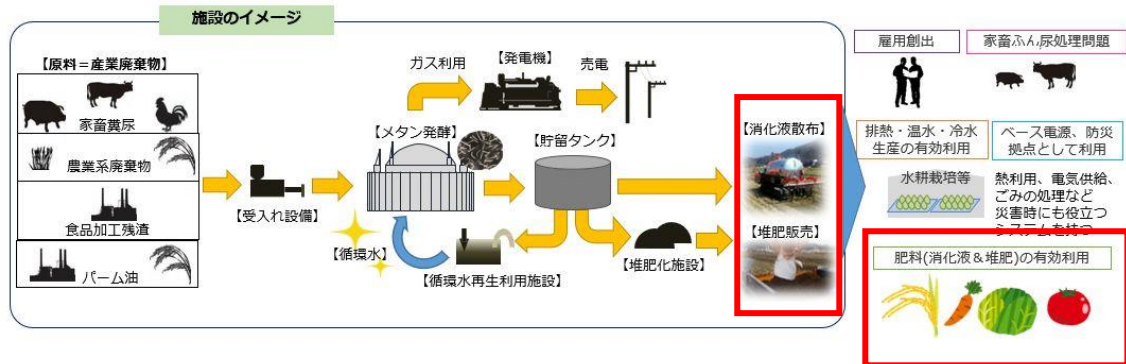 施設のイメージ
【原料＝産業廃棄物】
家畜糞尿
農業系廃棄物
食品加工残渣
パーム油
【受入れ設備】
ガス利用
【発電機】
売電
【メタン発酵】
【循環水】
【貯留タンク】
【循環水再生利用施設】
【堆肥化施設】
【消化液散布】
【堆肥販売】
雇用創出
家畜ふん尿処理問題
排熱・温水・冷水
生産の有効利用
ベース電源、防災
拠点として利用
水耕栽培等
熱利用、電気供給、
ごみの処理など
災害時にも役立つ
システムを持つ
肥料(消化液＆堆肥)の有効利用